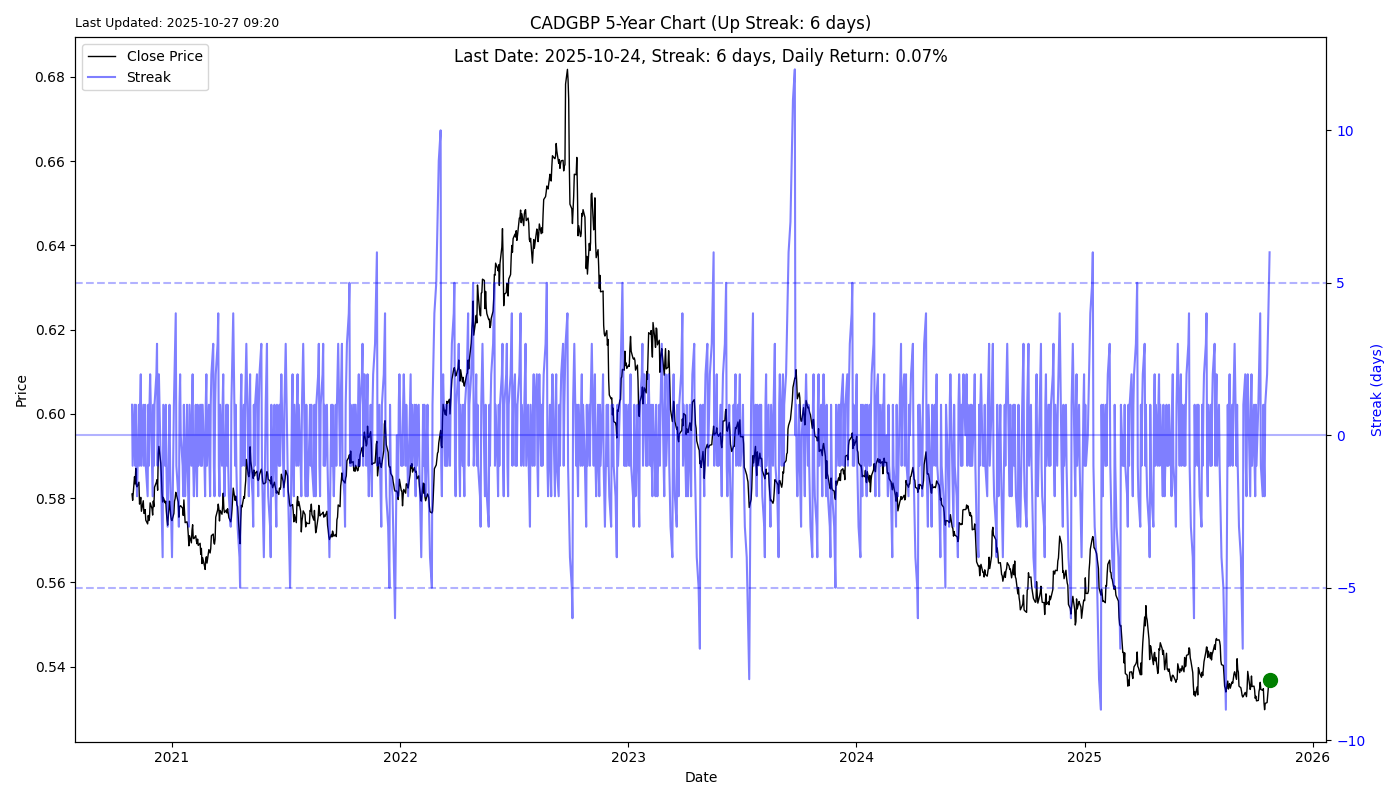 Last Updated: 2025-10-27 09:20
CADGBP 5-Year Chart (Up Streak: 6 days)
Last Date: 2025-10-24, Streak: 6 days, Daily Return: 0.07%
Close Price
Streak
0.68
0.66
0.64
0.62
0.60
0.58
0.56
0.54
Price
10
5
0
−5
−10
Streak (days)
2021
2022
2023
2024
2025
2026
Date